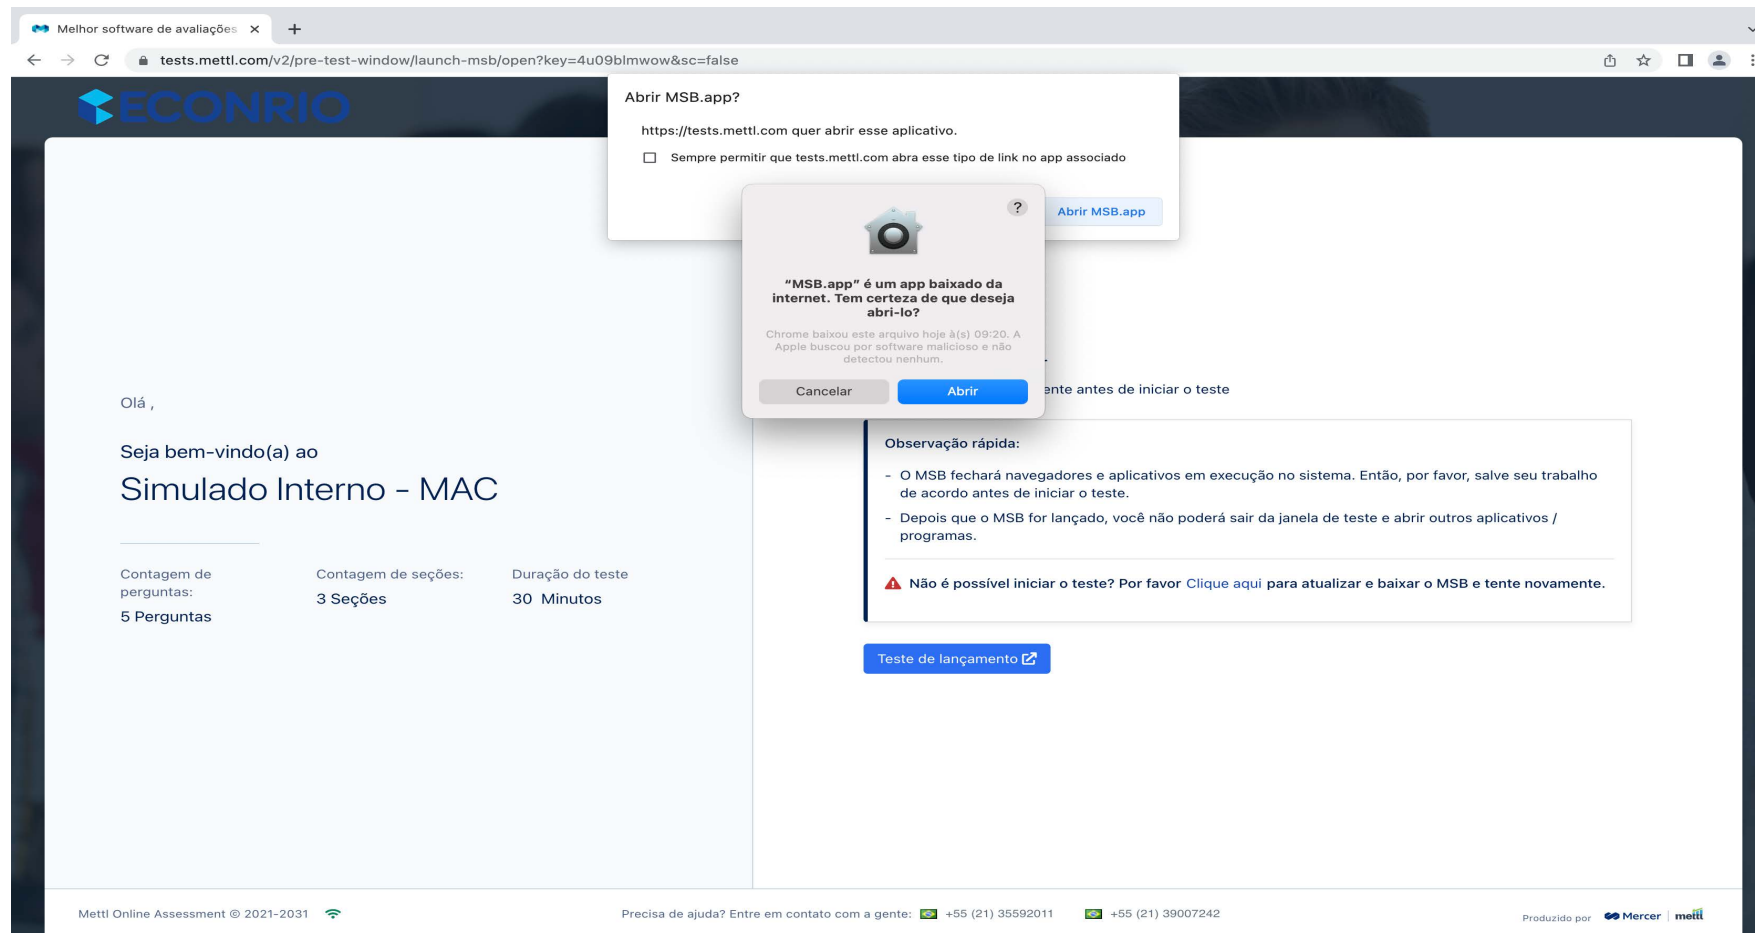 Melhor software de avaliações
tests.mettl.com/v2/pre-test-window/launch-msb/open?key=4u09blmwow&sc=false
ECONRIO
Abrir MSB.app?
https://tests.mettl.com quer abrir esse aplicativo.
Sempre permitir que tests.mettl.com abra esse tipo de link no app associado
Abrir MSB.app
?
“MSB.app” é um app baixado da
internet. Tem certeza de que deseja
abri-lo?
Chrome baixou este arquivo hoje à(s) 09:20. A
Apple buscou por software malicioso e não
detectou nenhum.
Cancelar
Abrir
Olá ,
Seja bem-vindo(a) ao
Simulado Interno - MAC
Contagem de
perguntas:
5 Perguntas
Contagem de seções:
3 Seções
Duração do teste
30 Minutos
ente antes de iniciar o teste
Observação rápida:
- O MSB fechará navegadores e aplicativos em execução no sistema. Então, por favor, salve seu trabalho
de acordo antes de iniciar o teste.
- Depois que o MSB for lançado, você não poderá sair da janela de teste e abrir outros aplicativos /
programas.
Não é possível iniciar o teste? Por favor Clique aqui para atualizar e baixar o MSB e tente novamente.
Teste de lançamento
Mettl Online Assessment © 2021-2031
Precisa de ajuda? Entre em contato com a gente: +55 (21) 35592011 +55 (21) 39007242
Produzido por Mercer | mettl